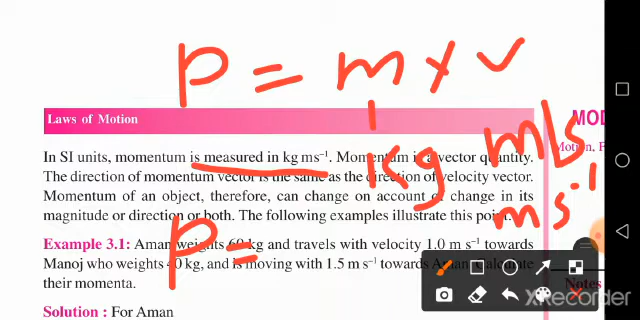 p = m × v
Laws of Motion
MOD
kg m/s
In SI units, momentum is measured in kg ms⁻¹. Momentum is a vector quantity.
Motion, F
The direction of momentum vector is the same as the direction of velocity vector.
Momentum of an object, therefore, can change on account of change in its
ms⁻¹
magnitude or direction or both. The following examples illustrate this point.
p =
Example 3.1: Aman weights 60 kg and travels with velocity 1.0 m s⁻¹ towards
Manoj who weights 40 kg, and is moving with 1.5 m s⁻¹ towards Aman. Calculate
their momenta.
Notes
Solution : For Aman
XRECORDER